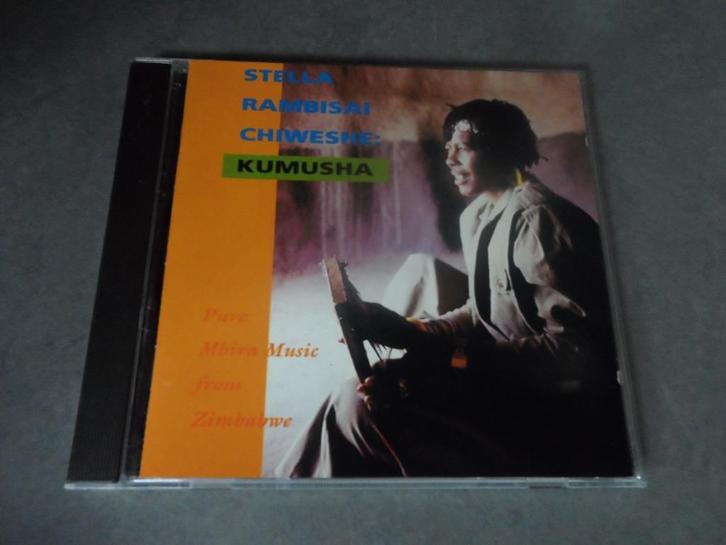 STELLA
RAMBISAI
CHIWESHE:
KUMUSHA
Pure
Mbira Music
from
Zimbabwe